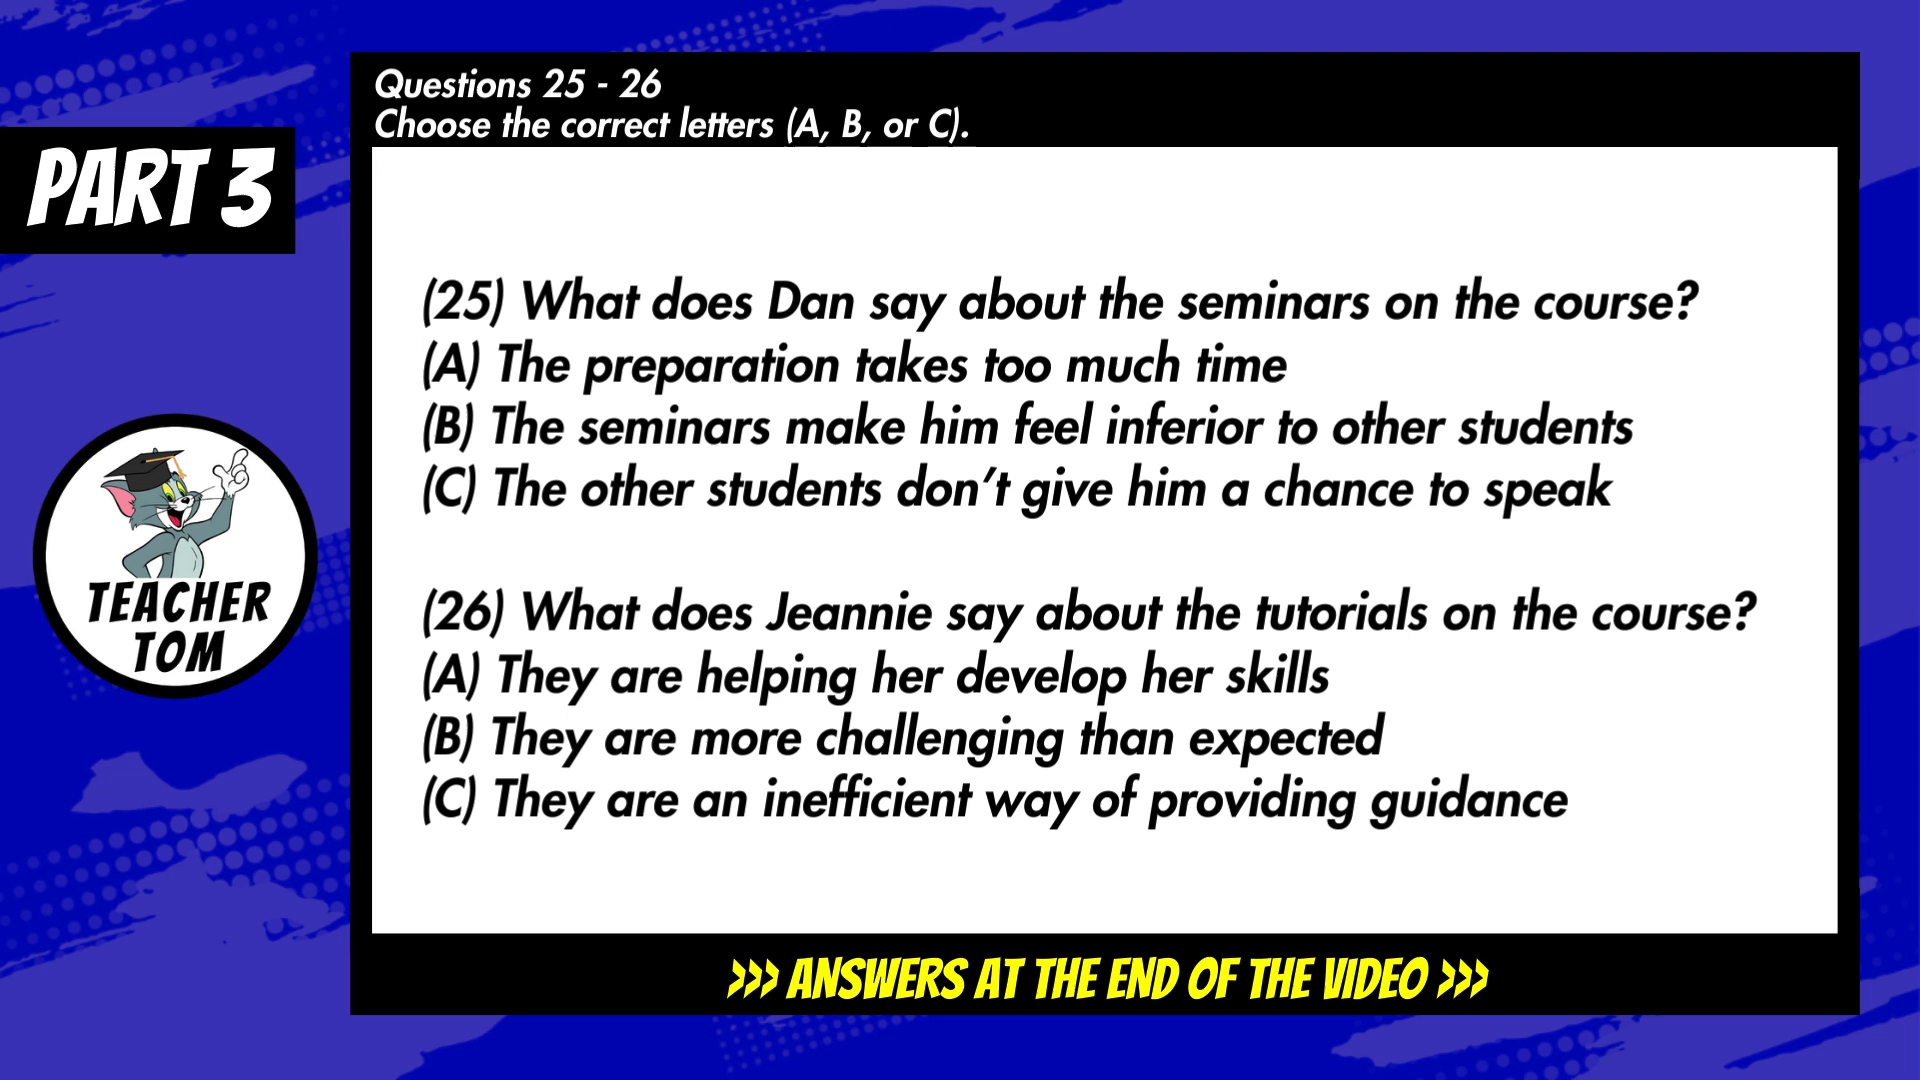 Questions 25 - 26
Choose the correct letters (A, B, or C).
PART 3
(25) What does Dan say about the seminars on the course?
(A) The preparation takes too much time
(B) The seminars make him feel inferior to other students
(C) The other students don't give him a chance to speak
(26) What does Jeannie say about the tutorials on the course?
(A) They are helping her develop her skills
(B) They are more challenging than expected
(C) They are an inefficient way of providing guidance
TEACHER
TOM
>>> ANSWERS AT THE END OF THE VIDEO >>>